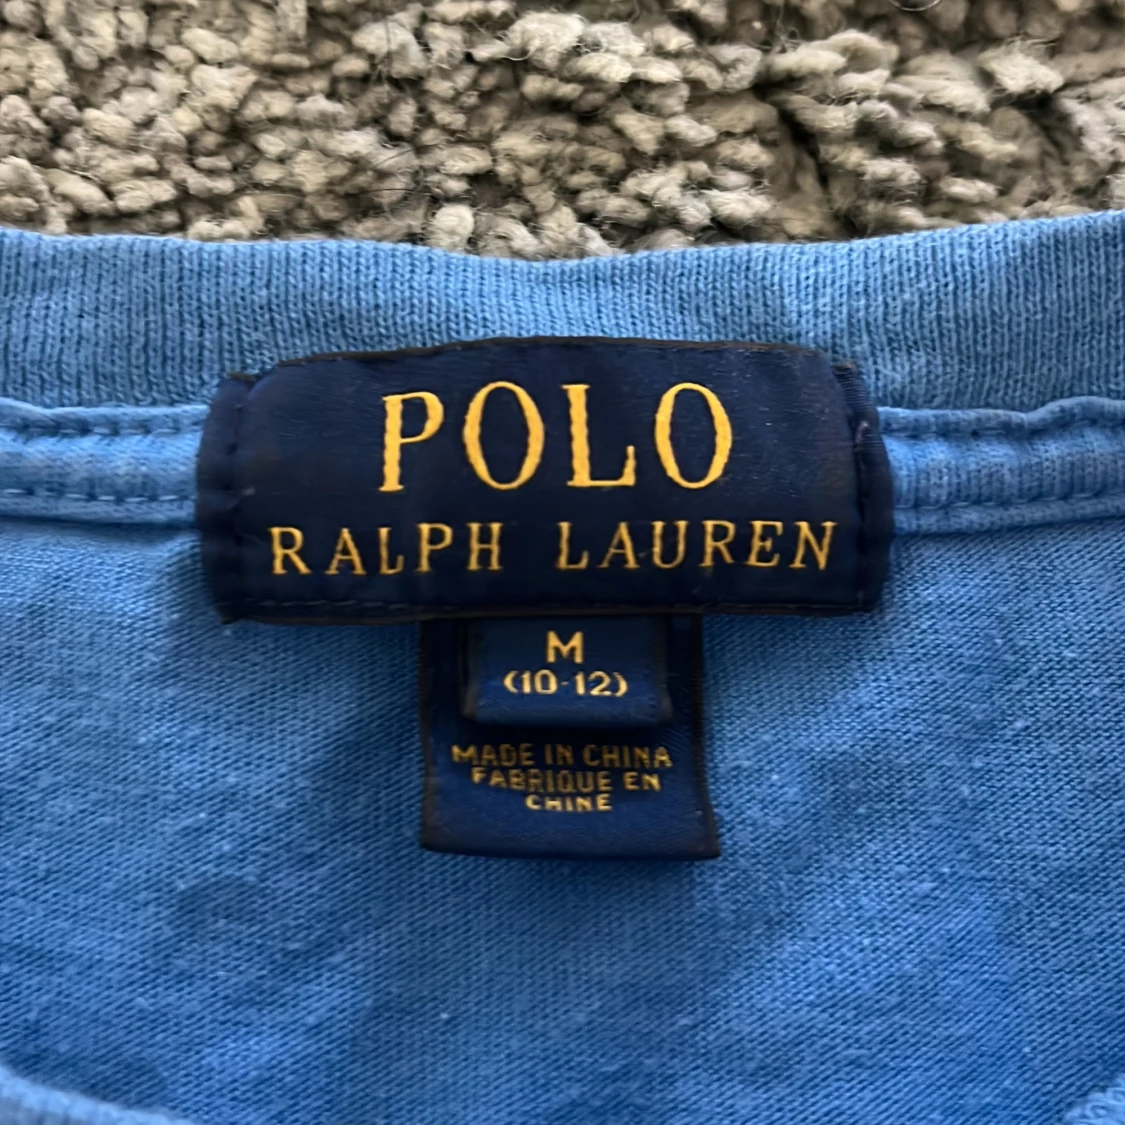 POLO
RALPH LAUREN
M
(10-12)
MADE IN CHINA
FABRIQUE EN
CHINE